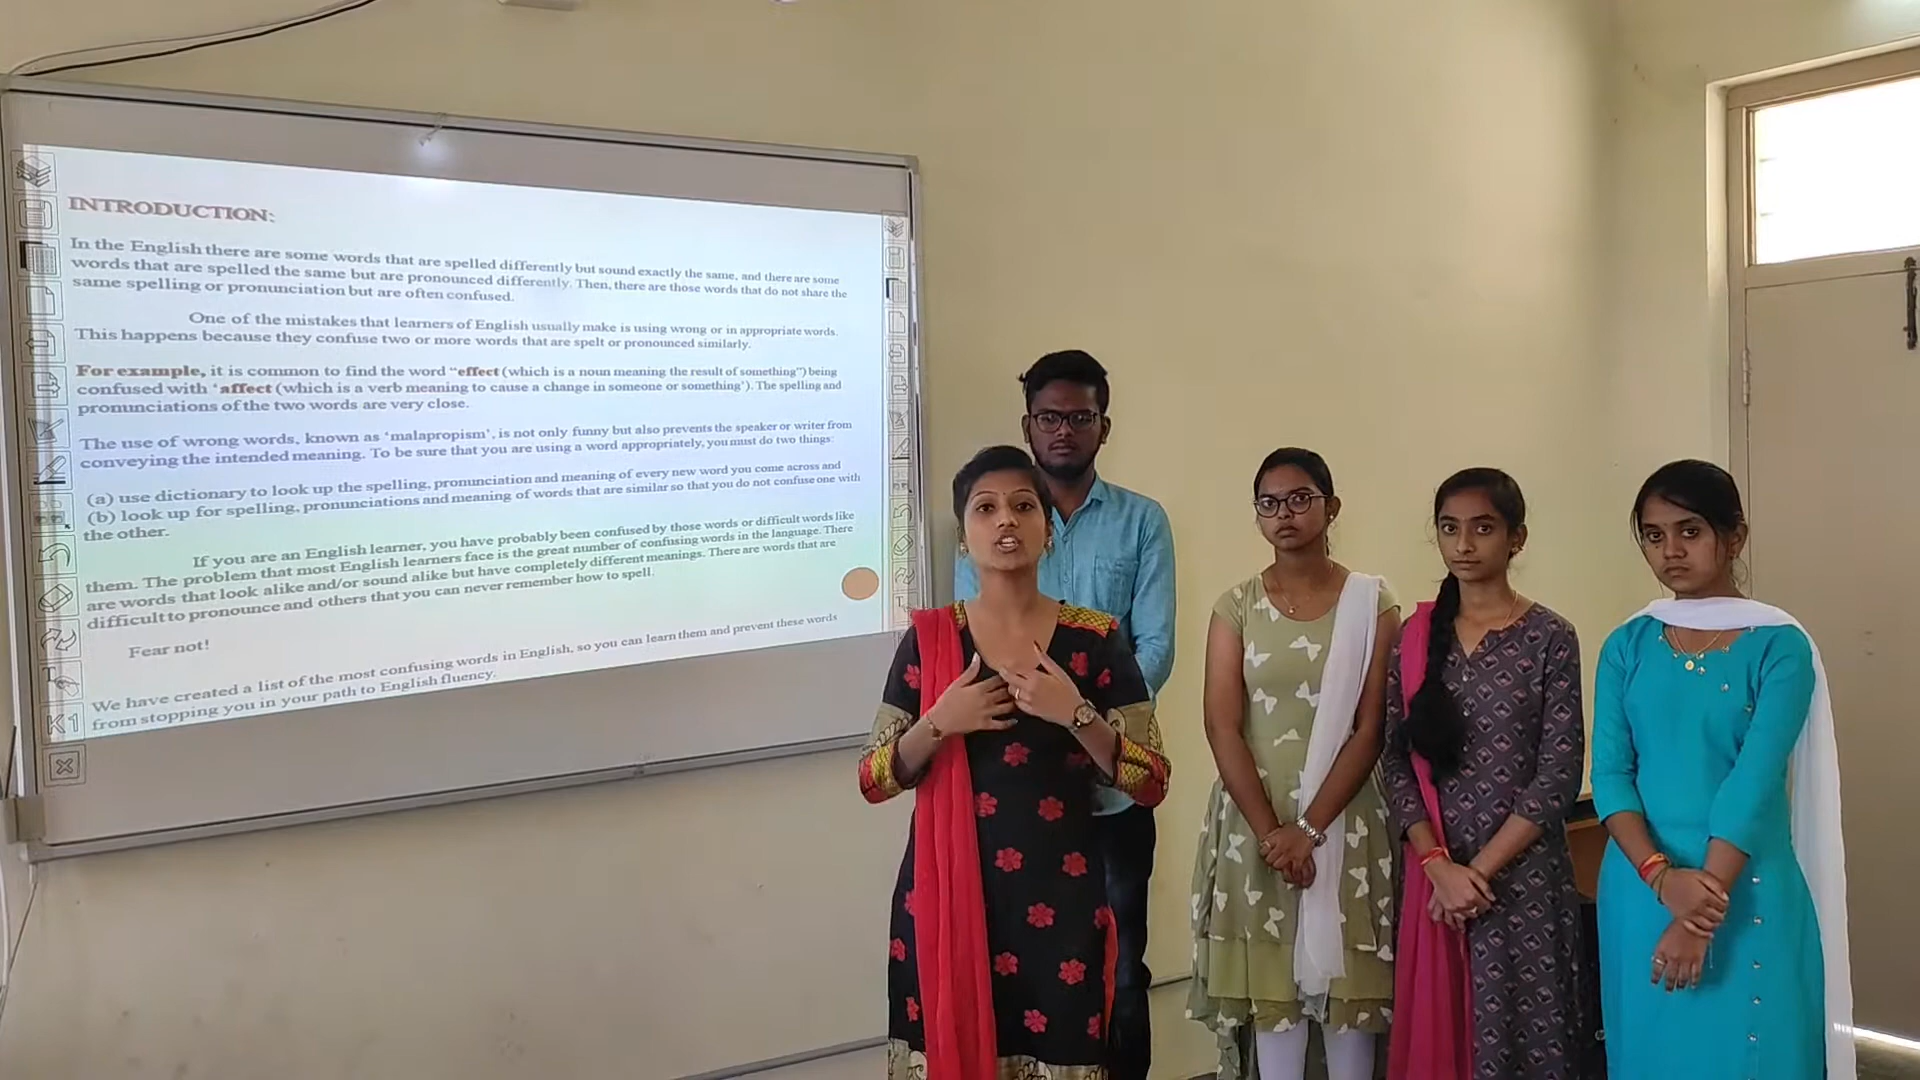 INTRODUCTION:
In the English there are some words that are spelled differently but sound exactly the same, and there are some
words that are spelled the same but are pronounced differently. Then, there are those words that do not share the
same spelling or pronunciation but are often confused.
One of the mistakes that learners of English usually make is using wrong or in appropriate words.
This happens because they confuse two or more words that are spelt or pronounced similarly.
For example, it is common to find the word "effect (which is a noun meaning the result of something") being
confused with 'affect (which is a verb meaning to cause a change in someone or something'). The spelling and
pronunciations of the two words are very close.
The use of wrong words, known as 'malapropism', is not only funny but also prevents the speaker or writer from
conveying the intended meaning. To be sure that you are using a word appropriately, you must do two things:
(a) use dictionary to look up the spelling, pronunciation and meaning of every new word you come across and
(b) look up for spelling, pronunciations and meaning of words that are similar so that you do not confuse one with
the other.
If you are an English learner, you have probably been confused by those words or difficult words like
them. The problem that most English learners face is the great number of confusing words in the language. There
are words that look alike and/or sound alike but have completely different meanings. There are words that are
difficult to pronounce and others that you can never remember how to spell.
Fear not!
We have created a list of the most confusing words in English, so you can learn them and prevent these words
from stopping you in your path to English fluency.
K1